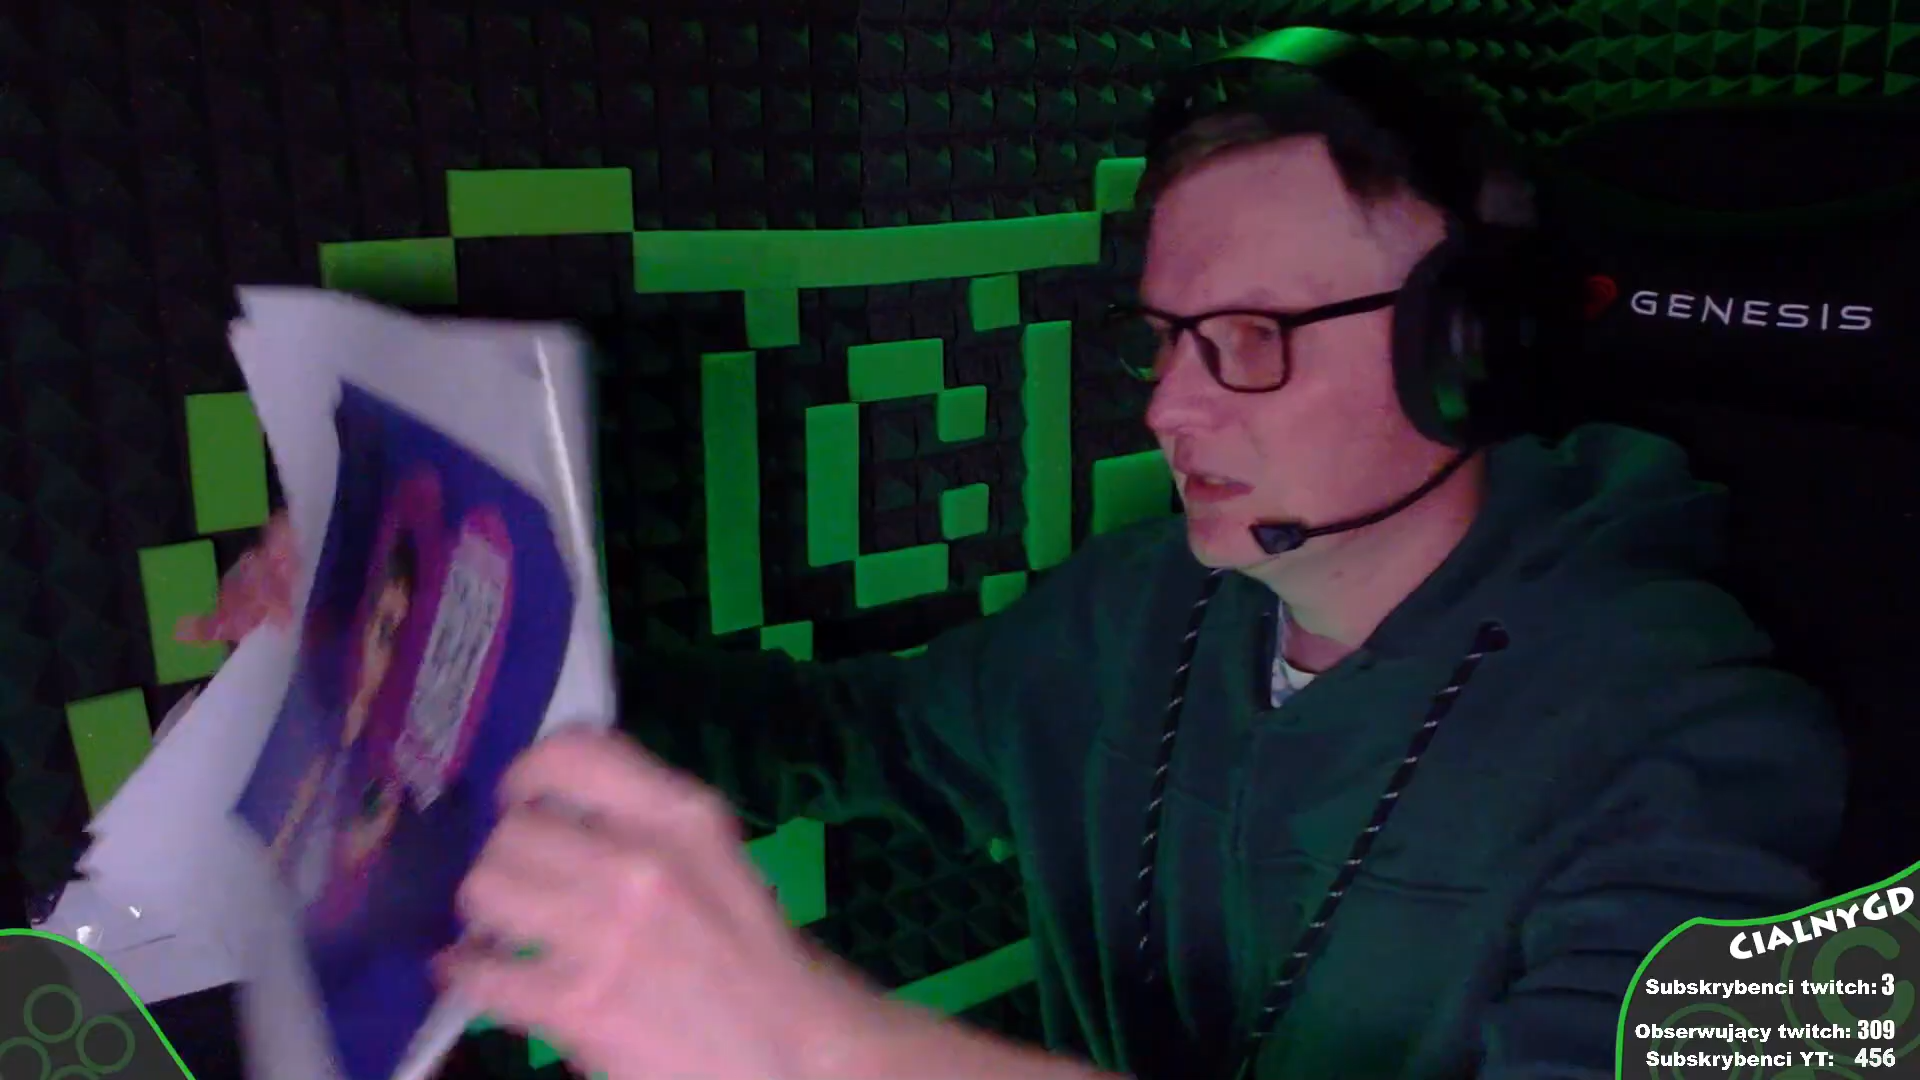 GENESIS
CIALNYGD
Subskrybenci twitch: 3
Obserwujący twitch: 309
Subskrybenci YT: 456